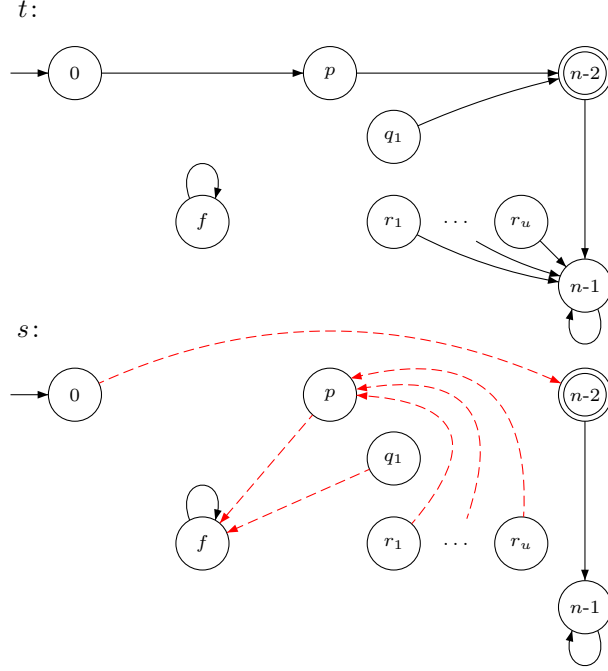 t:
0 p n-2
q₁
f r₁ ... rᵤ
n-1
s:
0 p n-2
q₁
f r₁ ... rᵤ
n-1